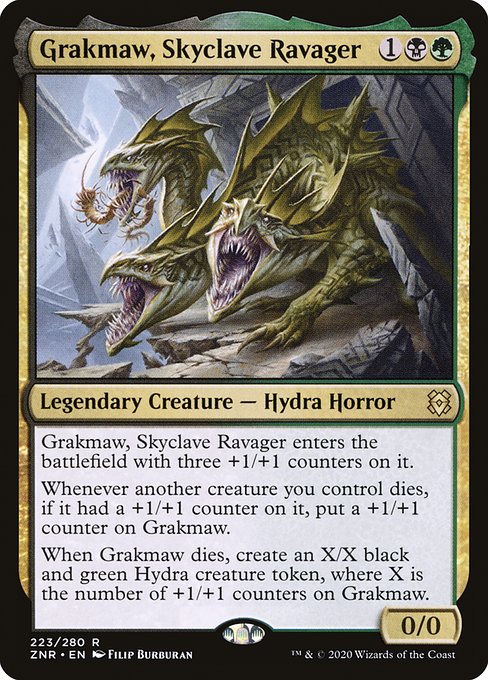 Grakmaw, Skyclave Ravager 1
Legendary Creature — Hydra Horror
Grakmaw, Skyclave Ravager enters the
battlefield with three +1/+1 counters on it.
Whenever another creature you control dies,
if it had a +1/+1 counter on it, put a +1/+1
counter on Grakmaw.
When Grakmaw dies, create an X/X black
and green Hydra creature token, where X is
the number of +1/+1 counters on Grakmaw.
0/0
223/280 R
ZNR • EN Filip Burburan
™ & © 2020 Wizards of the Coast